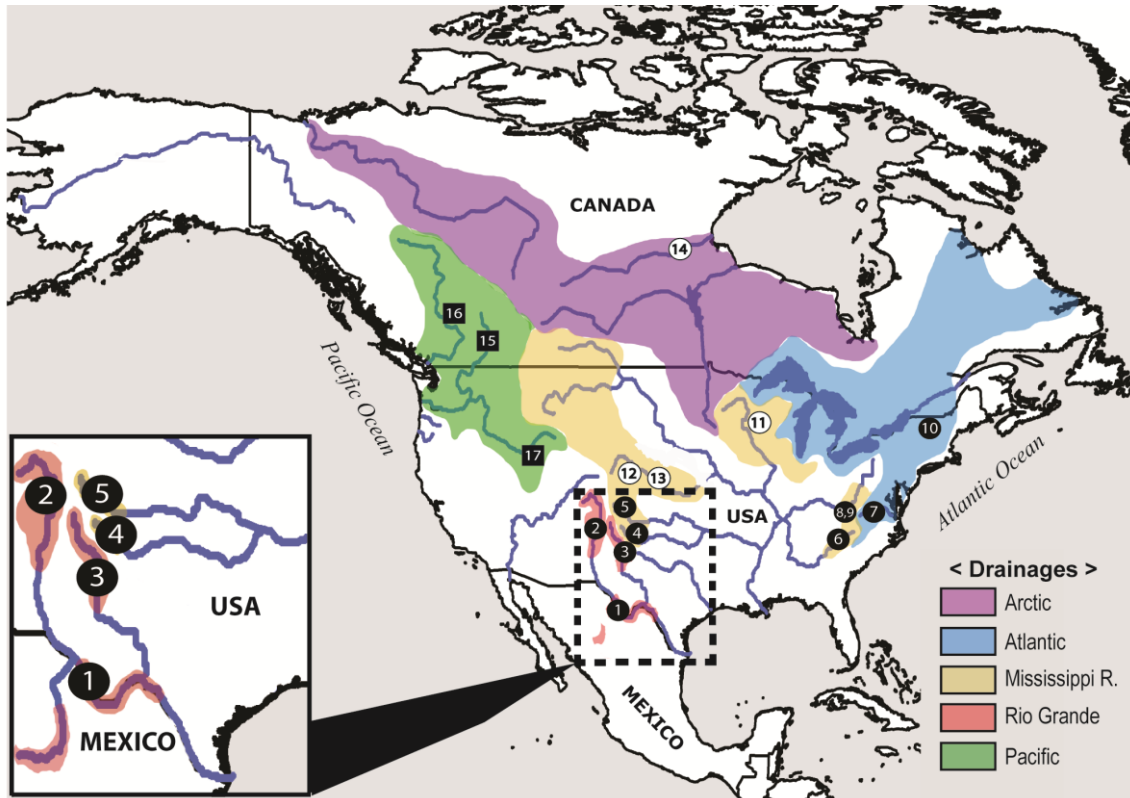 CANADA
14
16
15
Pacific Ocean
11
10
Atlantic Ocean
17
12
13
5
USA
8,9
7
2
4
6
3
1
MEXICO
2
5
4
3
USA
1
MEXICO
< Drainages >
Arctic
Atlantic
Mississippi R.
Rio Grande
Pacific